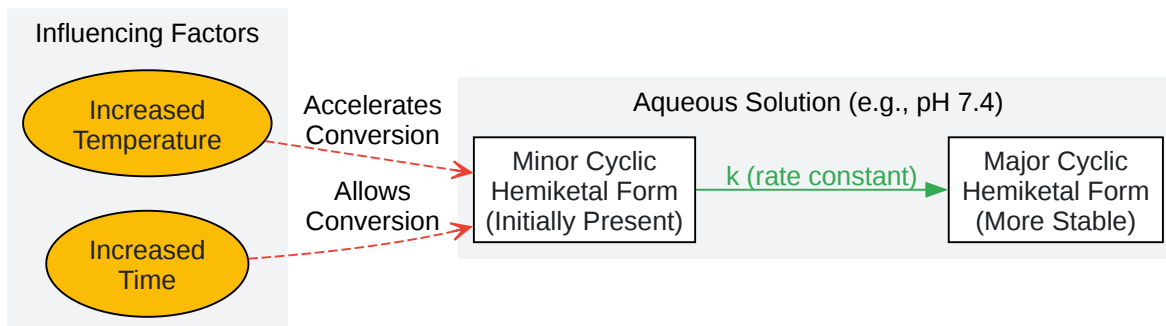 Influencing Factors
Increased
Temperature
Increased
Time
Accelerates
Conversion
Allows
Conversion
Aqueous Solution (e.g., pH 7.4)
Minor Cyclic
Hemiketal Form
(Initially Present)
k (rate constant)
Major Cyclic
Hemiketal Form
(More Stable)